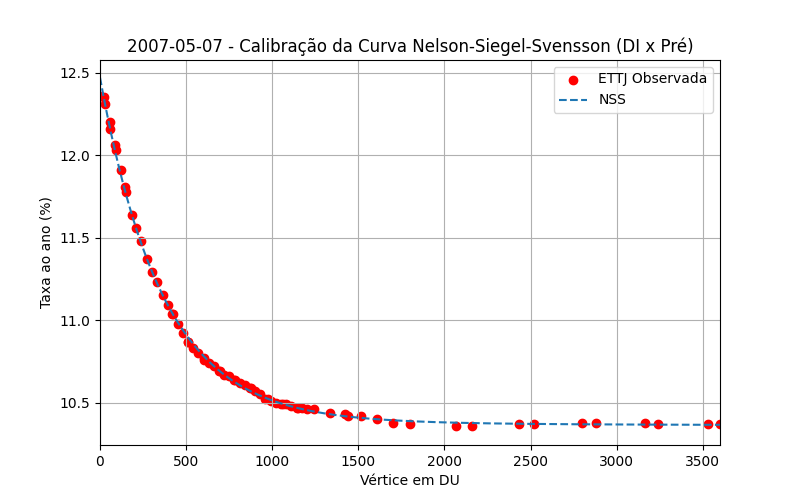 2007-05-07 - Calibração da Curva Nelson-Siegel-Svensson (DI x Pré)
ETTJ Observada
NSS
Taxa ao ano (%)
12.5
12.0
11.5
11.0
10.5
0 500 1000 1500 2000 2500 3000 3500
Vértice em DU